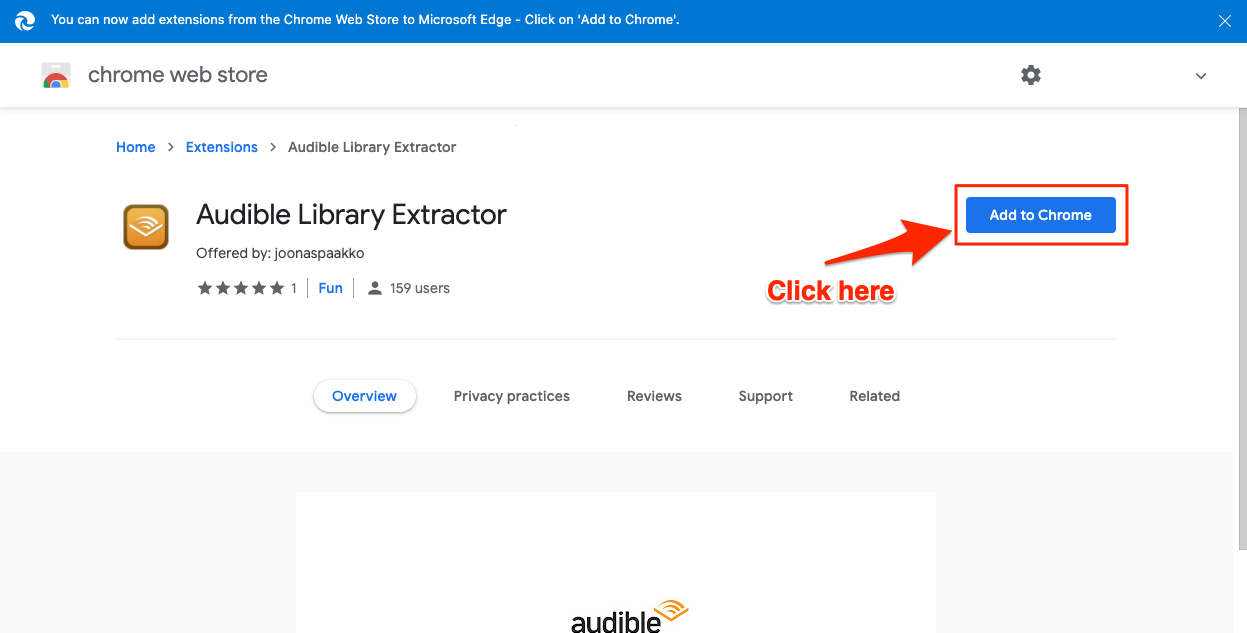 You can now add extensions from the Chrome Web Store to Microsoft Edge - Click on 'Add to Chrome'.
chrome web store
Home > Extensions > Audible Library Extractor
Audible Library Extractor
Add to Chrome
Offered by: joonaspaakko
1 Fun 159 users
Click here
Overview Privacy practices Reviews Support Related
audible